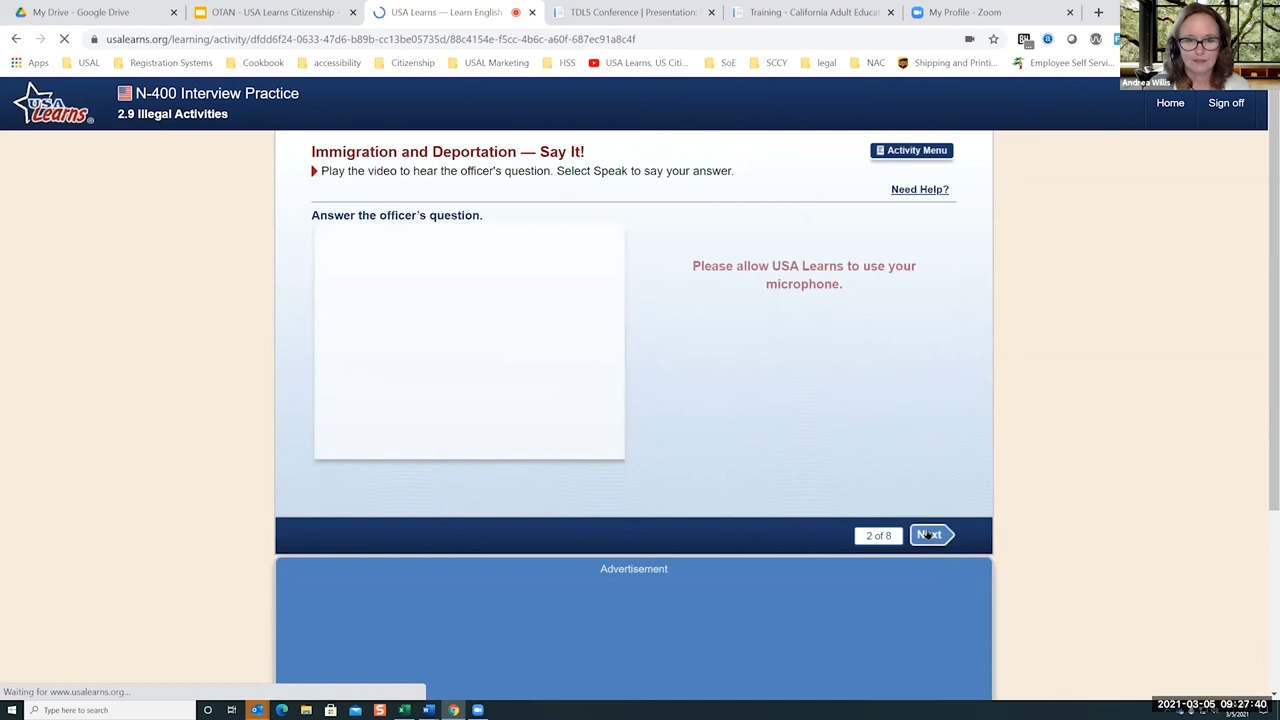 My Drive - Google Drive
OTAN - USA Learns Citizenship -
USA Learns — Learn English
TDLS Conference | Presentation
Training - California Adult Educ
My Profile - Zoom
usalearns.org/learning/activity/dfdd6f24-0633-47d6-b89b-cc13be05735d/88c4154e-f5cc-4b6c-a60f-687ec91a8c4f
Apps
USAL
Registration Systems
Cookbook
accessibility
Citizenship
USAL Marketing
HSS
USA Learns, US Citi...
SoE
SCCY
legal
NAC
Shipping and Printi...
Employee Self Servi...
Andrea Willis
USA Learns
N-400 Interview Practice
2.9 Illegal Activities
Home
Sign off
Immigration and Deportation — Say It!
Activity Menu
Play the video to hear the officer's question. Select Speak to say your answer.
Need Help?
Answer the officer's question.
Please allow USA Learns to use your
microphone.
2 of 8
Next
Advertisement
Waiting for www.usalearns.org...
Type here to search
2021-03-05 09:27:40
3/5/2021